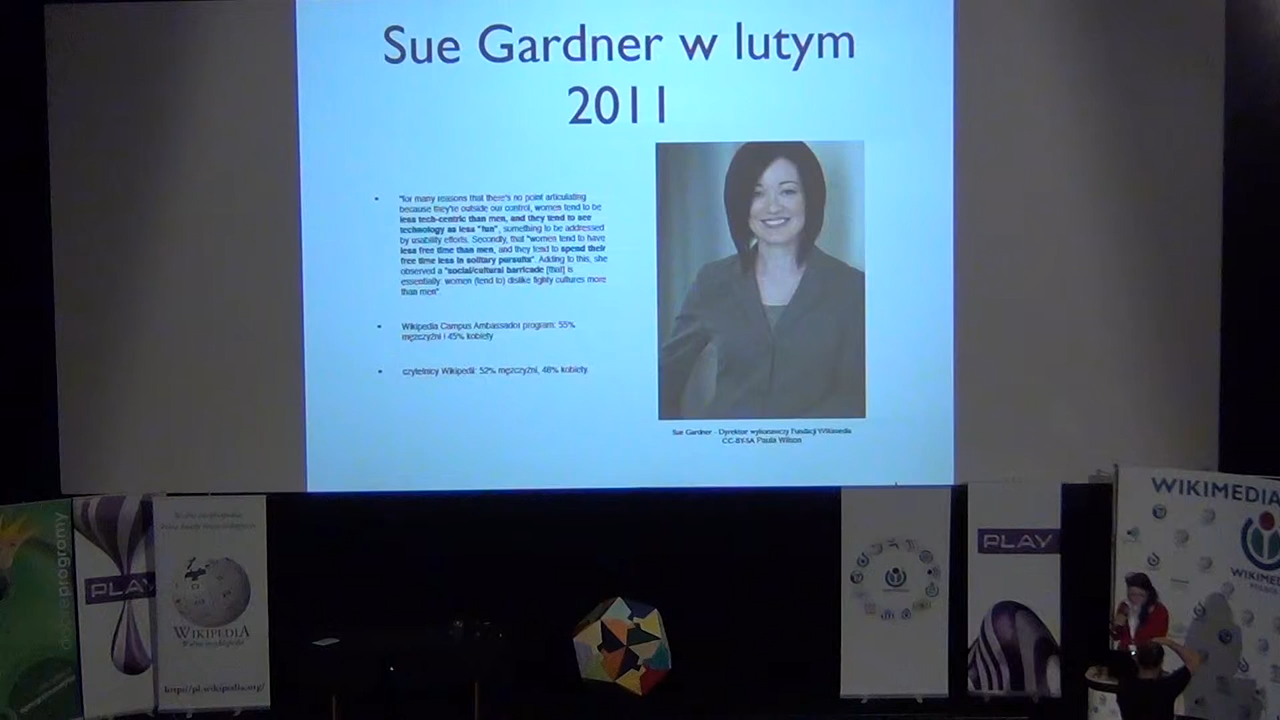 Sue Gardner w lutym
2011
"for many reasons that there's no point articulating
because they're outside our control, women tend to be
less tech-centric than men, and they tend to see
technology as less "fun", something to be addressed
by usability efforts. Secondly, that "women tend to have
less free time than men, and they tend to spend their
free time less in solitary pursuits". Adding to this, she
observed a "social/cultural barricade [that] is
essentially: women (tend to) dislike fighty cultures more
than men"
Wikipedia Campus Ambassador program: 55%
mężczyźni i 45% kobiety
czytelnicy Wikipedii: 52% mężczyźni, 48% kobiety
Sue Gardner - Dyrektor wykonawczy Fundacji Wikimedia
CC-BY-SA Paula Wilson
dobreprogramy
PLAY
WIKIPEDIA
Wolna encyklopedia
http://pl.wikipedia.org/
PLAY
WIKIMEDIA
WIKIMED